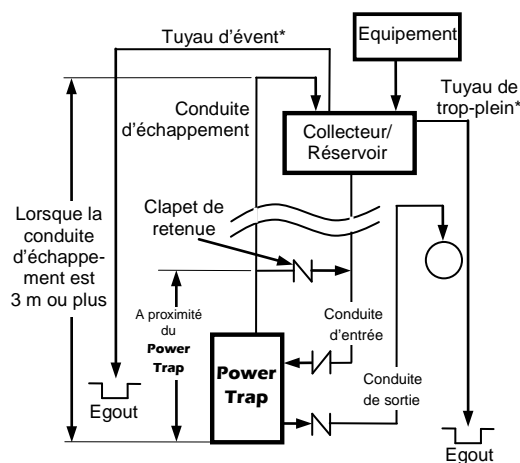 Tuyau d'évent*
Equipement
Tuyau de
trop-plein*
Conduite
d'échappement
Collecteur/
Réservoir
Lorsque la
conduite
d'échappe-
ment est
3 m ou plus
Clapet de
retenue
A proximité
du
Power
Trap
Conduite
d'entrée
Power
Trap
Conduite
de sortie
Egout
Egout